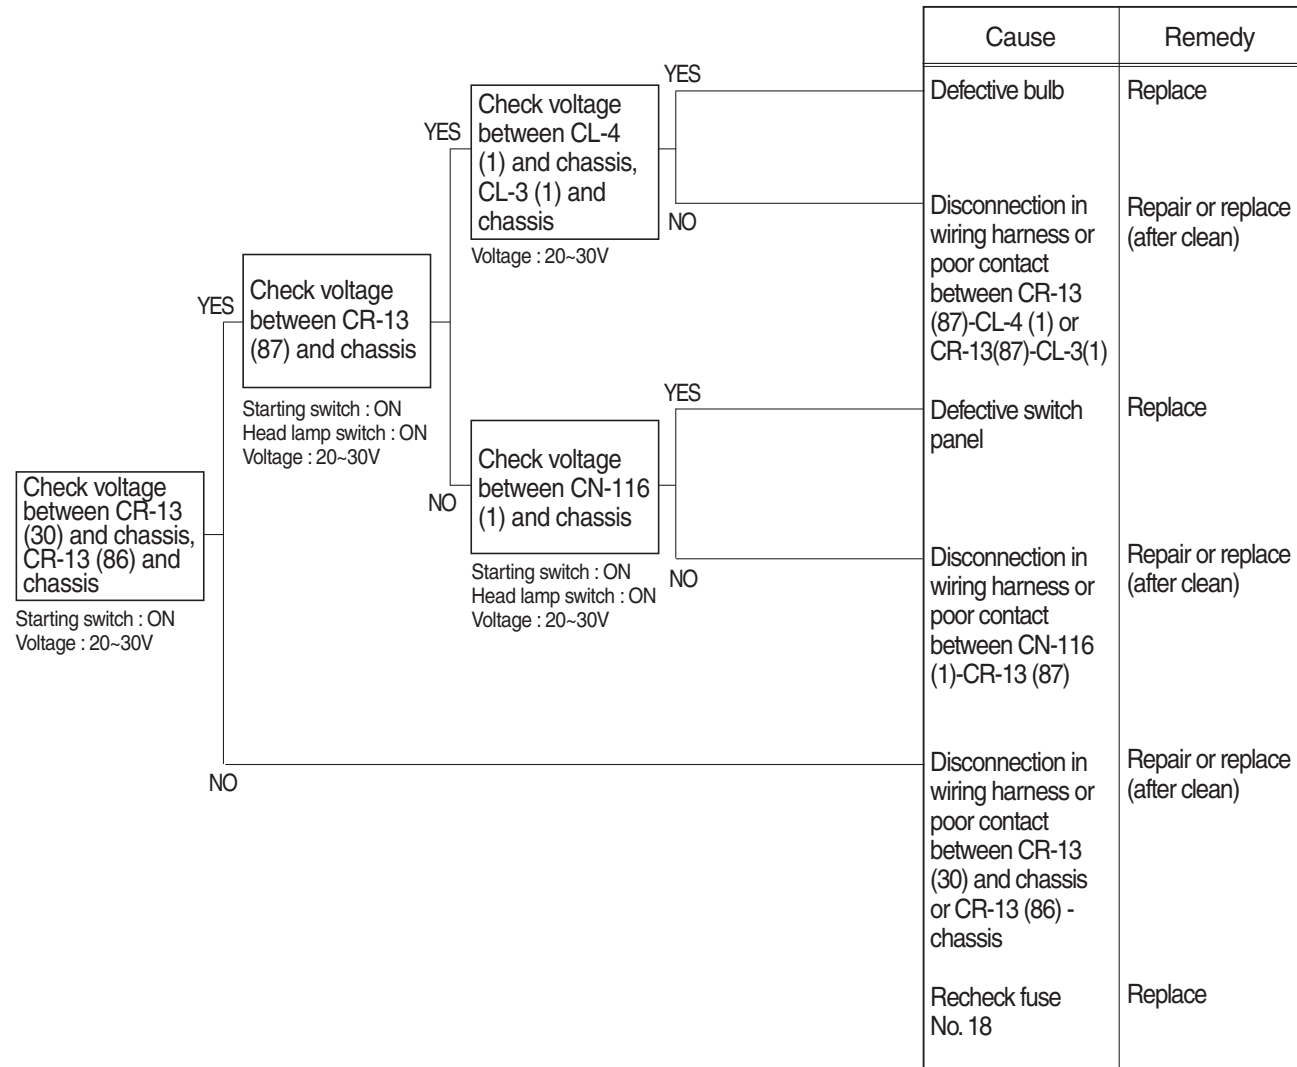 Cause
Remedy
YES
Defective bulb
Replace
Check voltage
between CL-4
(1) and chassis,
CL-3 (1) and
chassis
YES
Voltage : 20~30V
NO
Disconnection in
wiring harness or
poor contact
between CR-13
(87)-CL-4 (1) or
CR-13(87)-CL-3(1)
Repair or replace
(after clean)
YES
Check voltage
between CR-13
(87) and chassis
Starting switch : ON
Head lamp switch : ON
Voltage : 20~30V
YES
Defective switch
panel
Replace
NO
Check voltage
between CN-116
(1) and chassis
Starting switch : ON
Head lamp switch : ON
Voltage : 20~30V
NO
Disconnection in
wiring harness or
poor contact
between CN-116
(1)-CR-13 (87)
Repair or replace
(after clean)
Check voltage
between CR-13
(30) and chassis,
CR-13 (86) and
chassis
Starting switch : ON
Voltage : 20~30V
NO
Disconnection in
wiring harness or
poor contact
between CR-13
(30) and chassis
or CR-13 (86) -
chassis
Repair or replace
(after clean)
Recheck fuse
No. 18
Replace